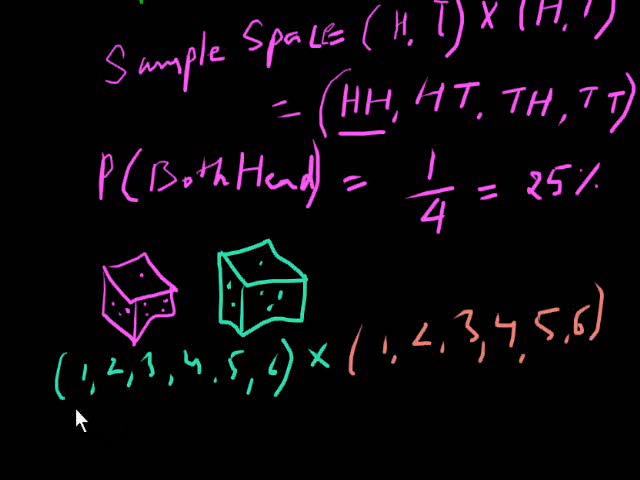 Sample Space = (H, T) X (H, T)
= (HH, HT, TH, TT)
P(Both Head) = 1/4 = 25%
(1, 2, 3, 4, 5, 6) x (1, 2, 3, 4, 5, 6)